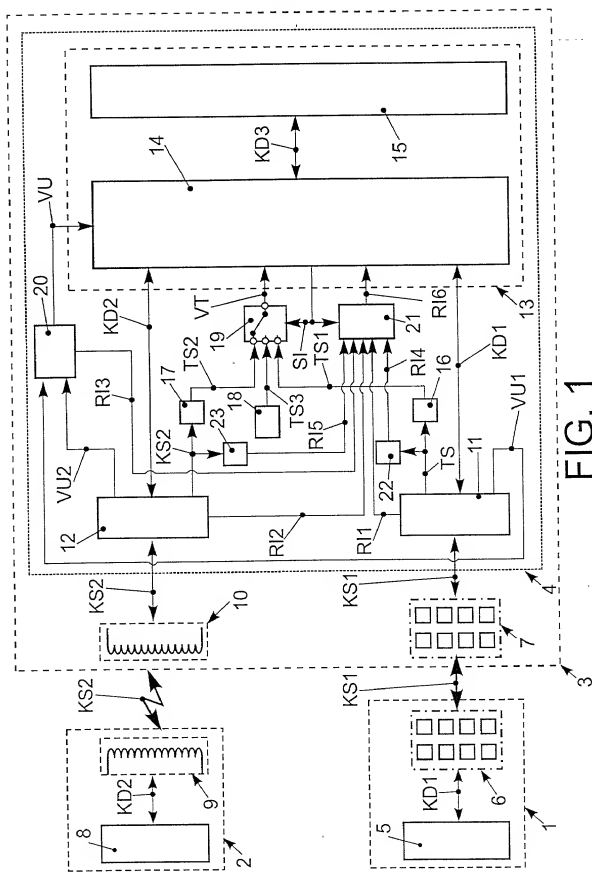 VU
20
VU2
12
KS2
RI3
KD2
8
KD2
KS2
KS2
14
17
TS2
9
10
23
18
19
VT
2
KD3
RI2
RI5
TS3
SI
TS1
KS1
KS1
RI1
RI4
21
RI6
15
5
KD1
22
16
TS
11
KD1
VU1
6
7
13
1
3
4
FIG. 1